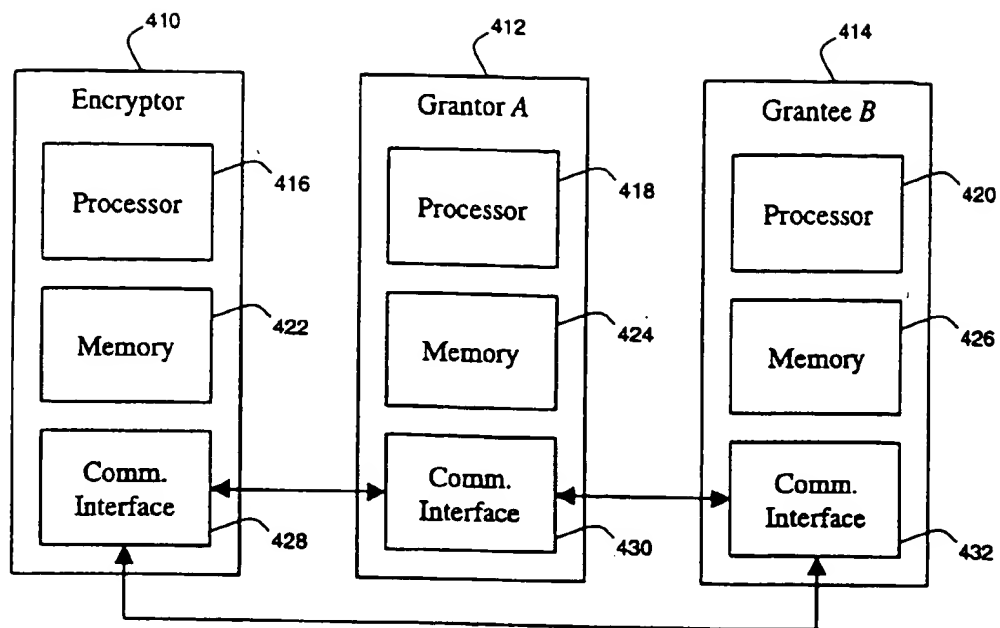 410
412
414
Encryptor
Grantor A
Grantee B
Processor
416
Processor
418
Processor
420
Memory
422
Memory
424
Memory
426
Comm.
Interface
428
Comm.
Interface
430
Comm.
Interface
432